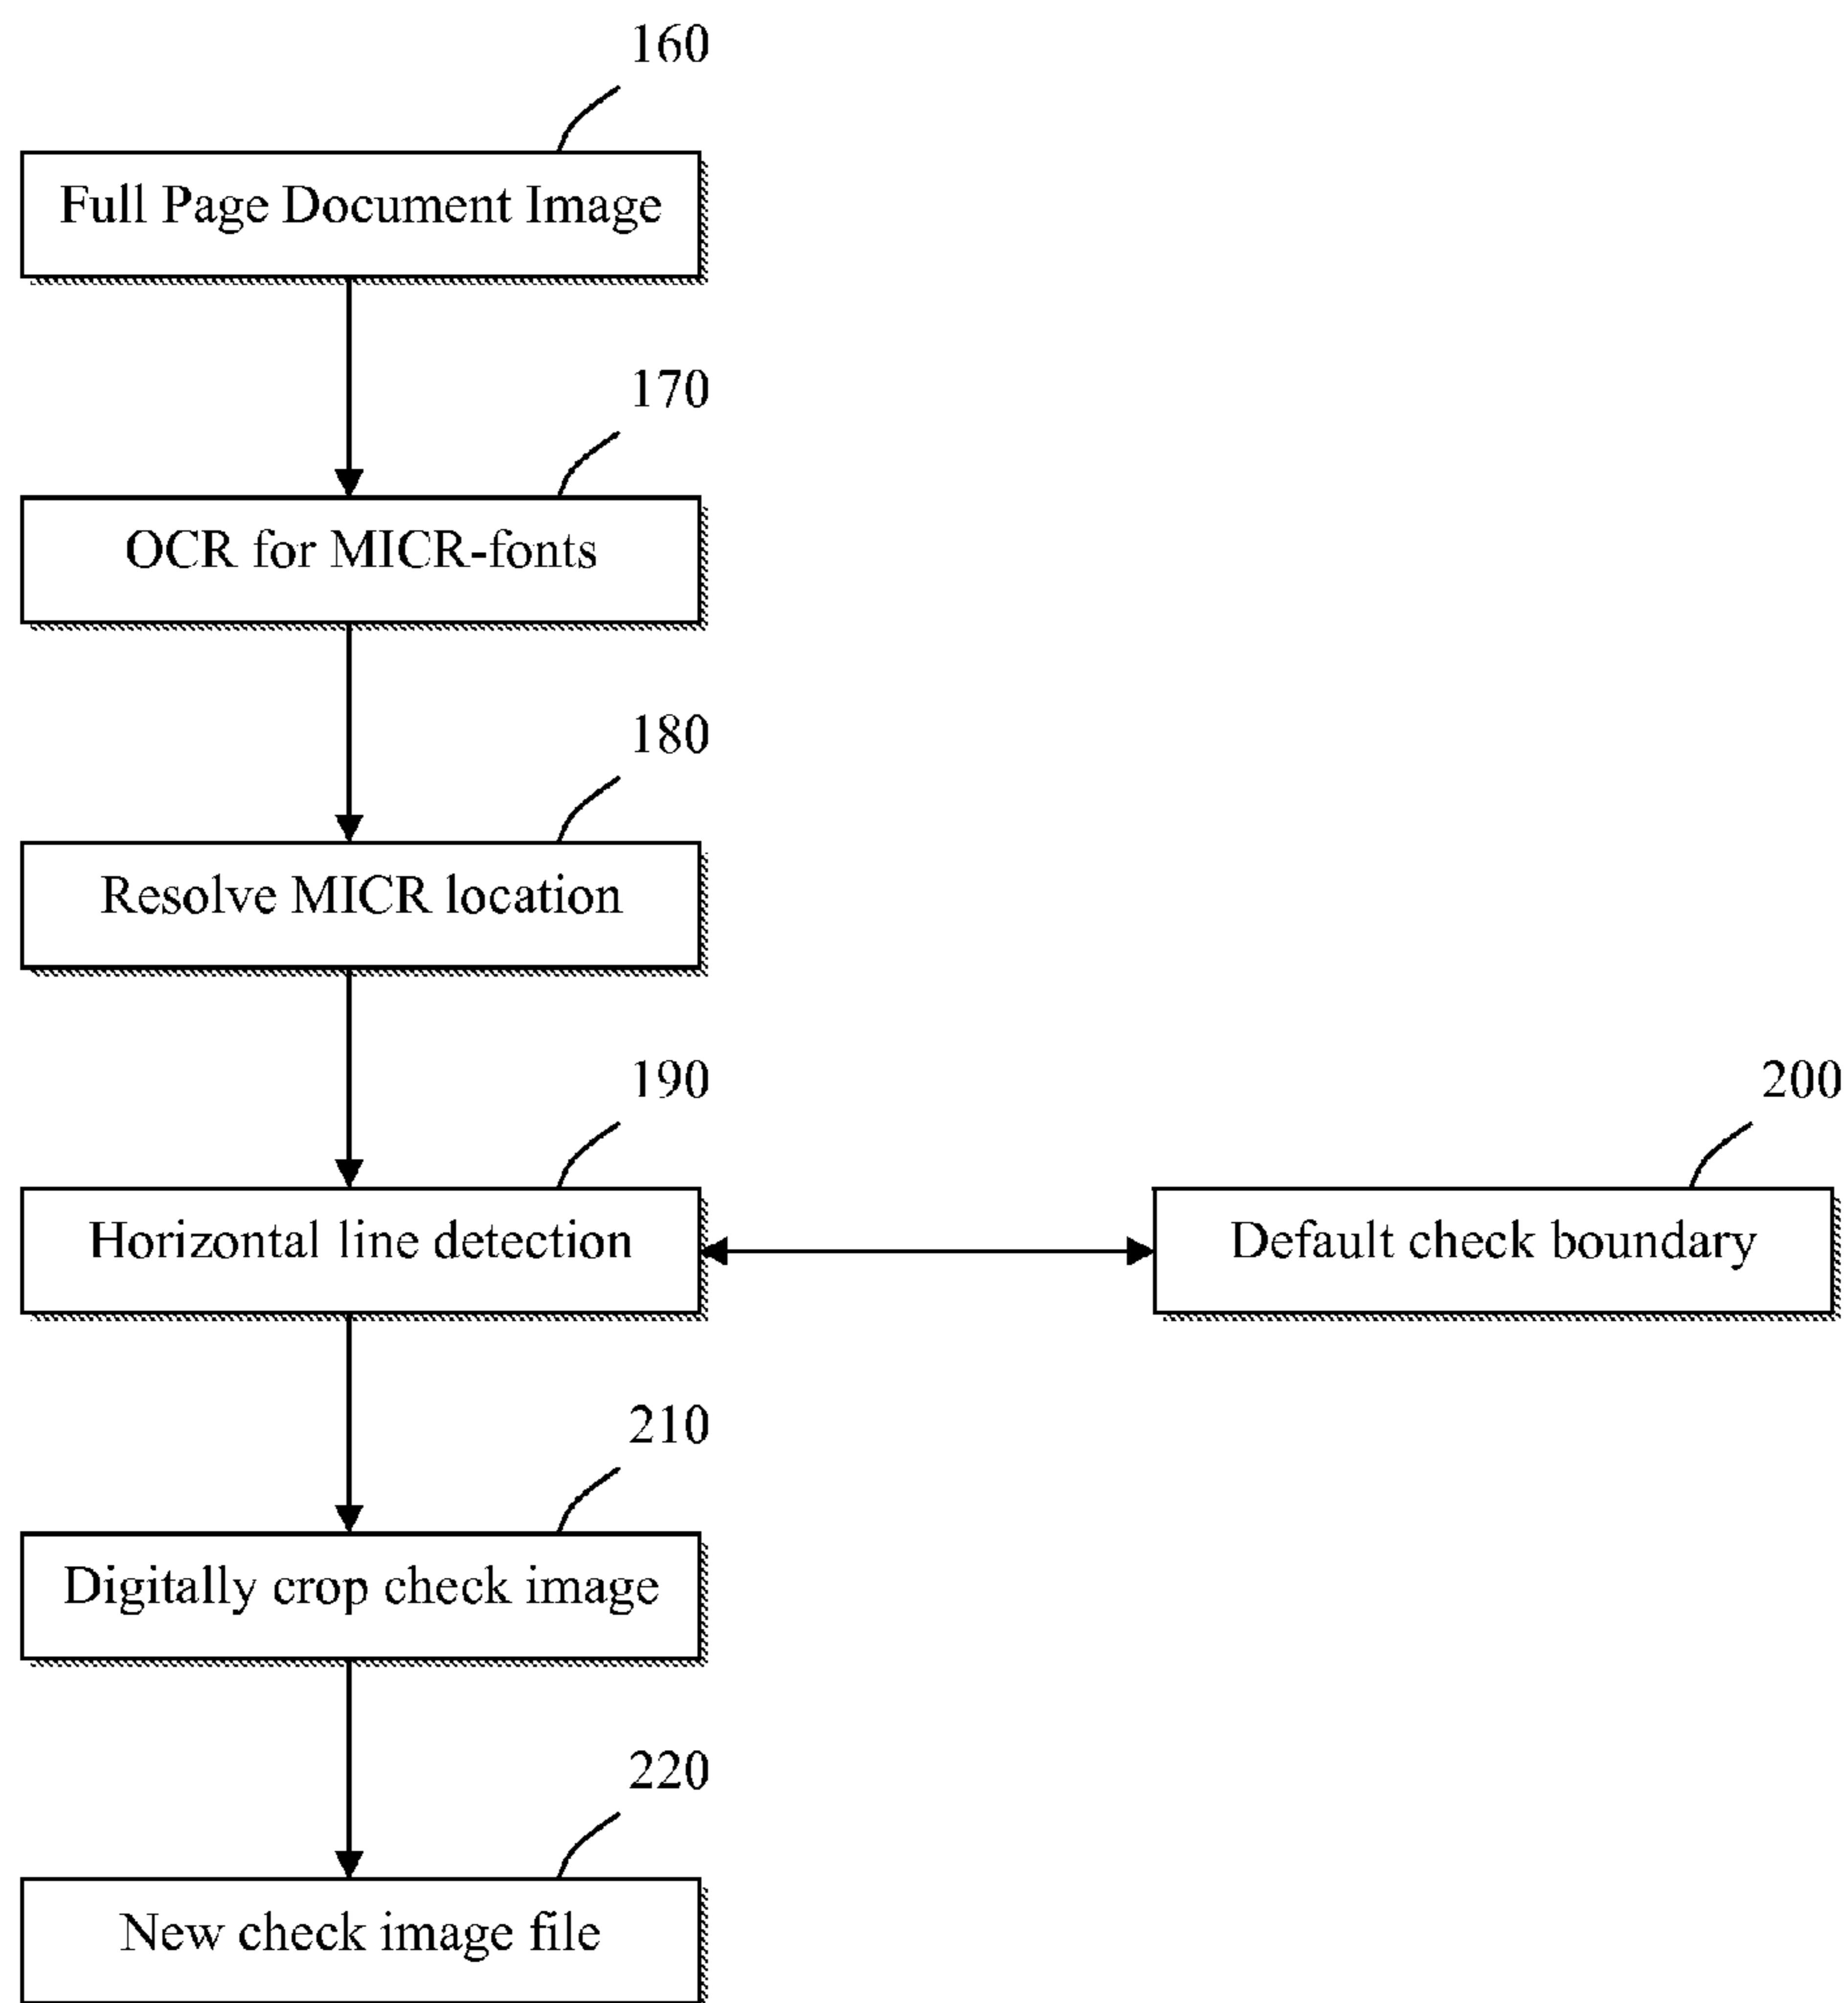 160
Full Page Document Image
170
OCR for MICR-fonts
180
Resolve MICR location
190
Horizontal line detection
200
Default check boundary
210
Digitally crop check image
220
New check image file